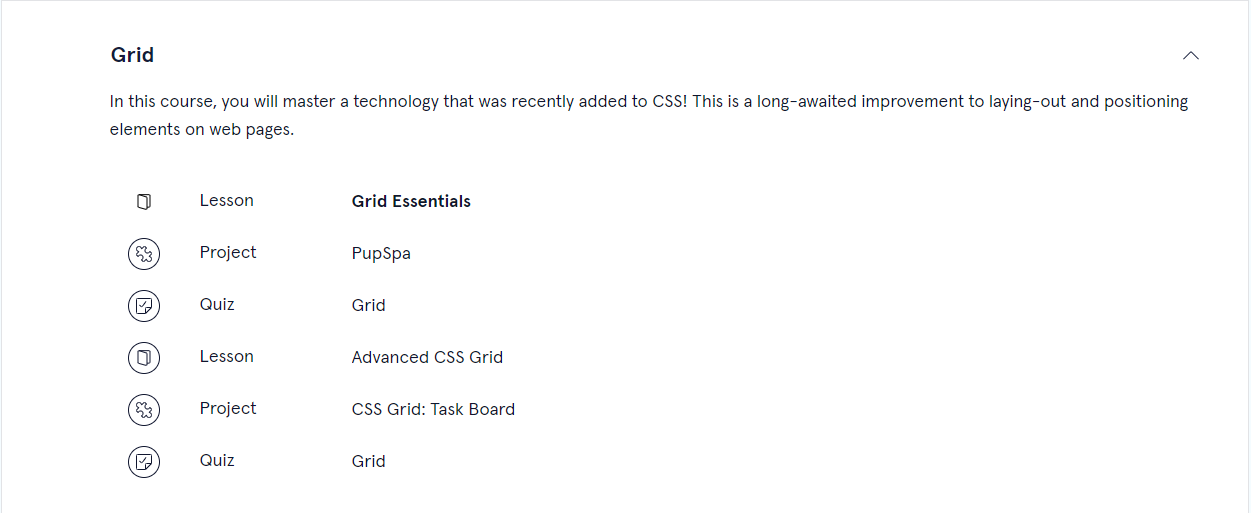 Grid
In this course, you will master a technology that was recently added to CSS! This is a long-awaited improvement to laying-out and positioning
elements on web pages.
Lesson Grid Essentials
Project PupSpa
Quiz Grid
Lesson Advanced CSS Grid
Project CSS Grid: Task Board
Quiz Grid